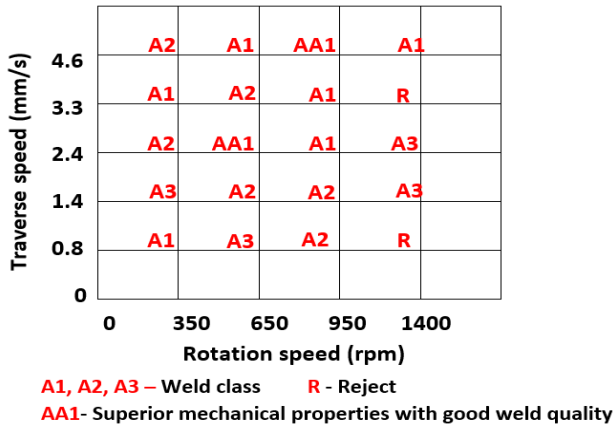 Traverse speed (mm/s)
4.6 A2 A1 AA1 A1
3.3 A1 A2 A1 R
2.4 A2 AA1 A1 A3
1.4 A3 A2 A2 A3
0.8 A1 A3 A2 R
0
0 350 650 950 1400
Rotation speed (rpm)
A1, A2, A3 – Weld class R - Reject
AA1- Superior mechanical properties with good weld quality